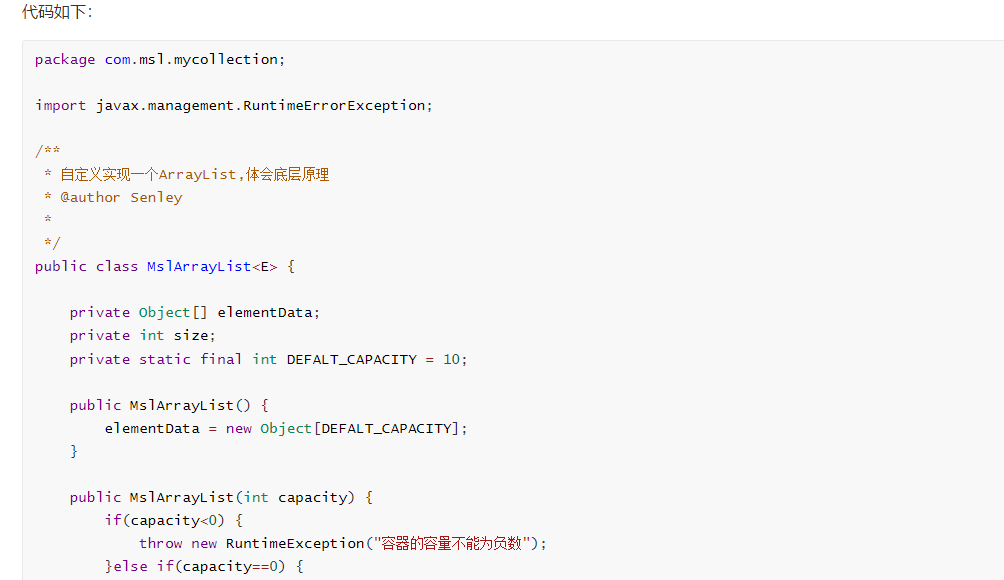 代码如下：
package com.msl.mycollection;
import javax.management.RuntimeErrorException;
/**
* 自定义实现一个ArrayList,体会底层原理
* @author Senley
*
*/
public class MslArrayList<E> {
private Object[] elementData;
private int size;
private static final int DEFALT_CAPACITY = 10;
public MslArrayList() {
elementData = new Object[DEFALT_CAPACITY];
}
public MslArrayList(int capacity) {
if(capacity<0) {
throw new RuntimeException("容器的容量不能为负数");
}else if(capacity==0) {